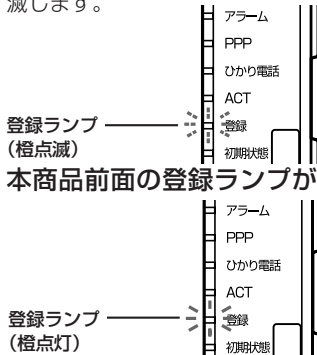 滅します。
アラーム
PPP
ひかり電話
ACT
登録
初期状態
登録ランプ
(橙点滅)
本商品前面の登録ランプが
アラーム
PPP
ひかり電話
ACT
登録
初期状態
登録ランプ
(橙点灯)